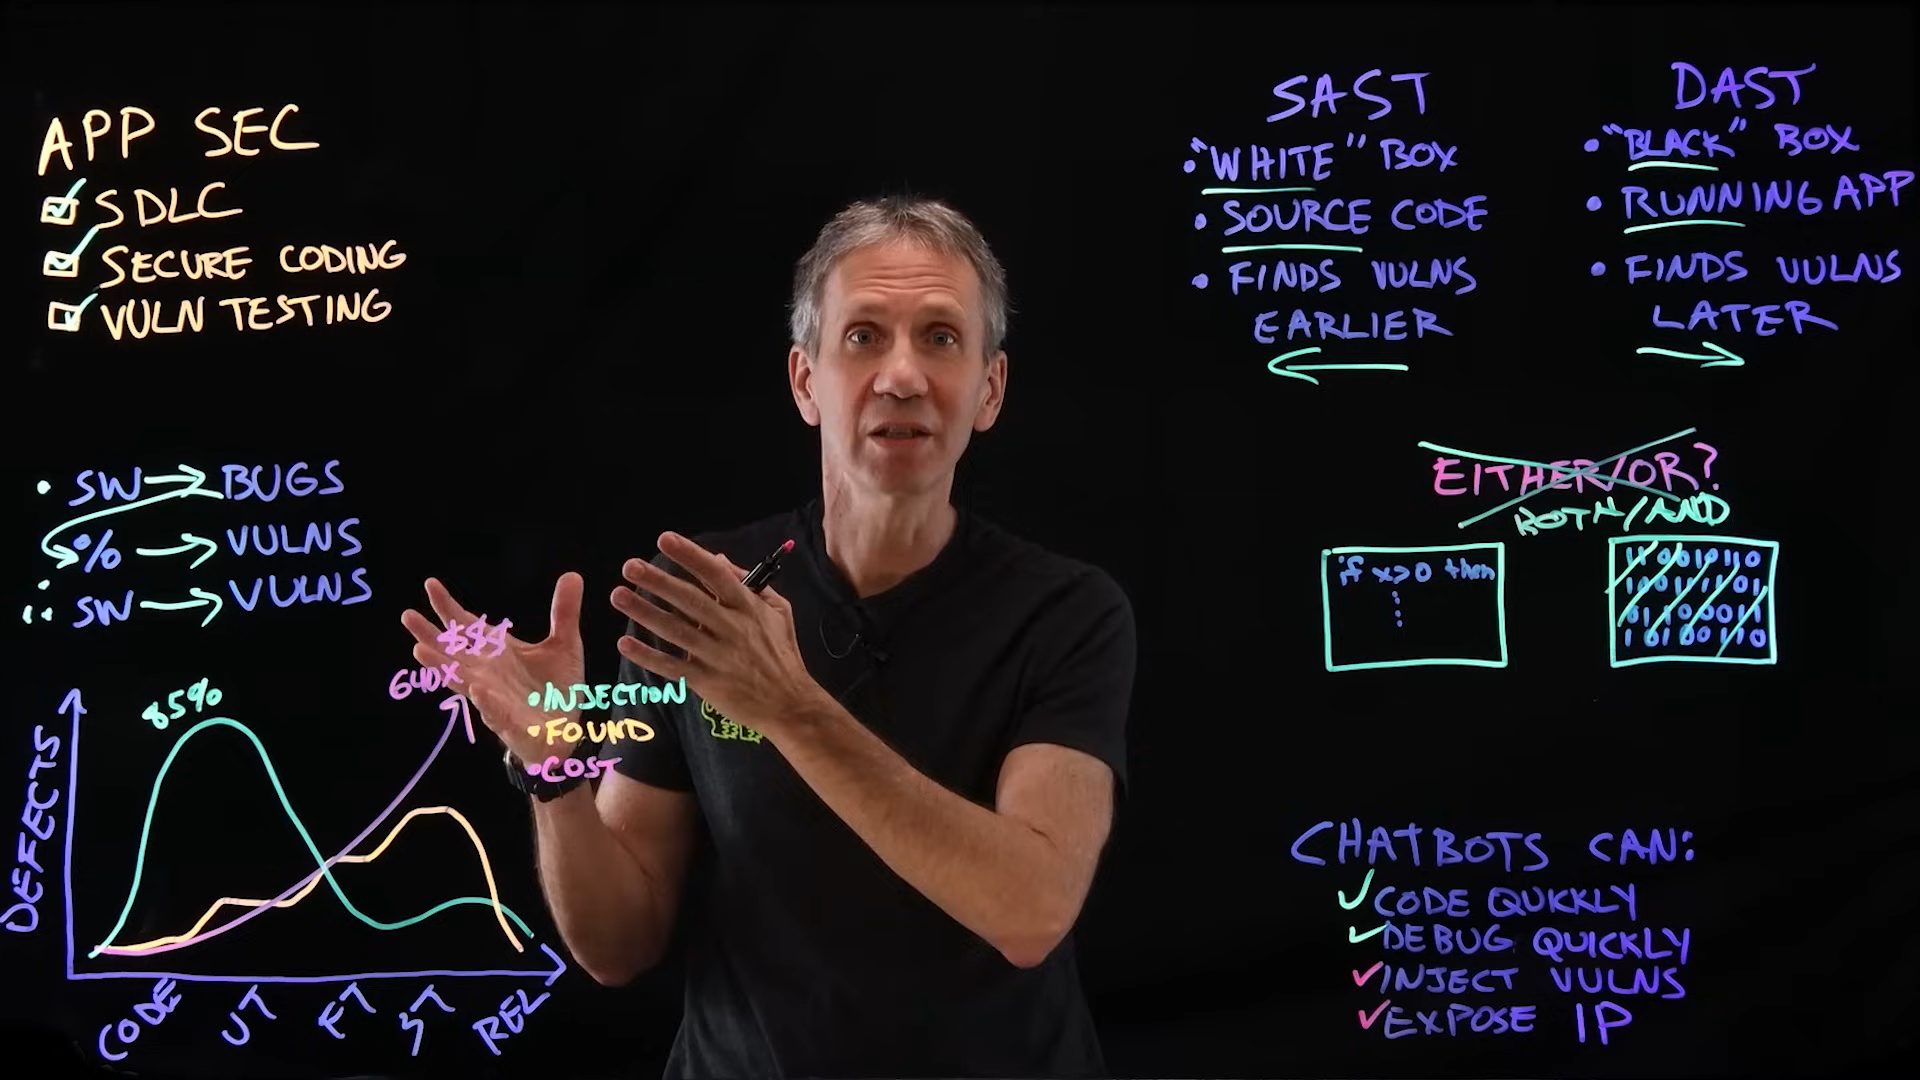 APP SEC
SDLC
SECURE CODING
VULN TESTING
• SW → BUGS
% → VULNS
∴ SW → VULNS
85%
$$$
640X
• INJECTION
• FOUND
• COST
DEFECTS
CODE UT FT ST REL
SAST
• "WHITE" BOX
• SOURCE CODE
• FINDS VULNS
EARLIER
DAST
• "BLACK" BOX
• RUNNING APP
• FINDS VULNS
LATER
EITHER/OR?
BOTH/AND
if x>0 then
CHATBOTS CAN:
✓ CODE QUICKLY
✓ DEBUG QUICKLY
✓ INJECT VULNS
✓ EXPOSE IP